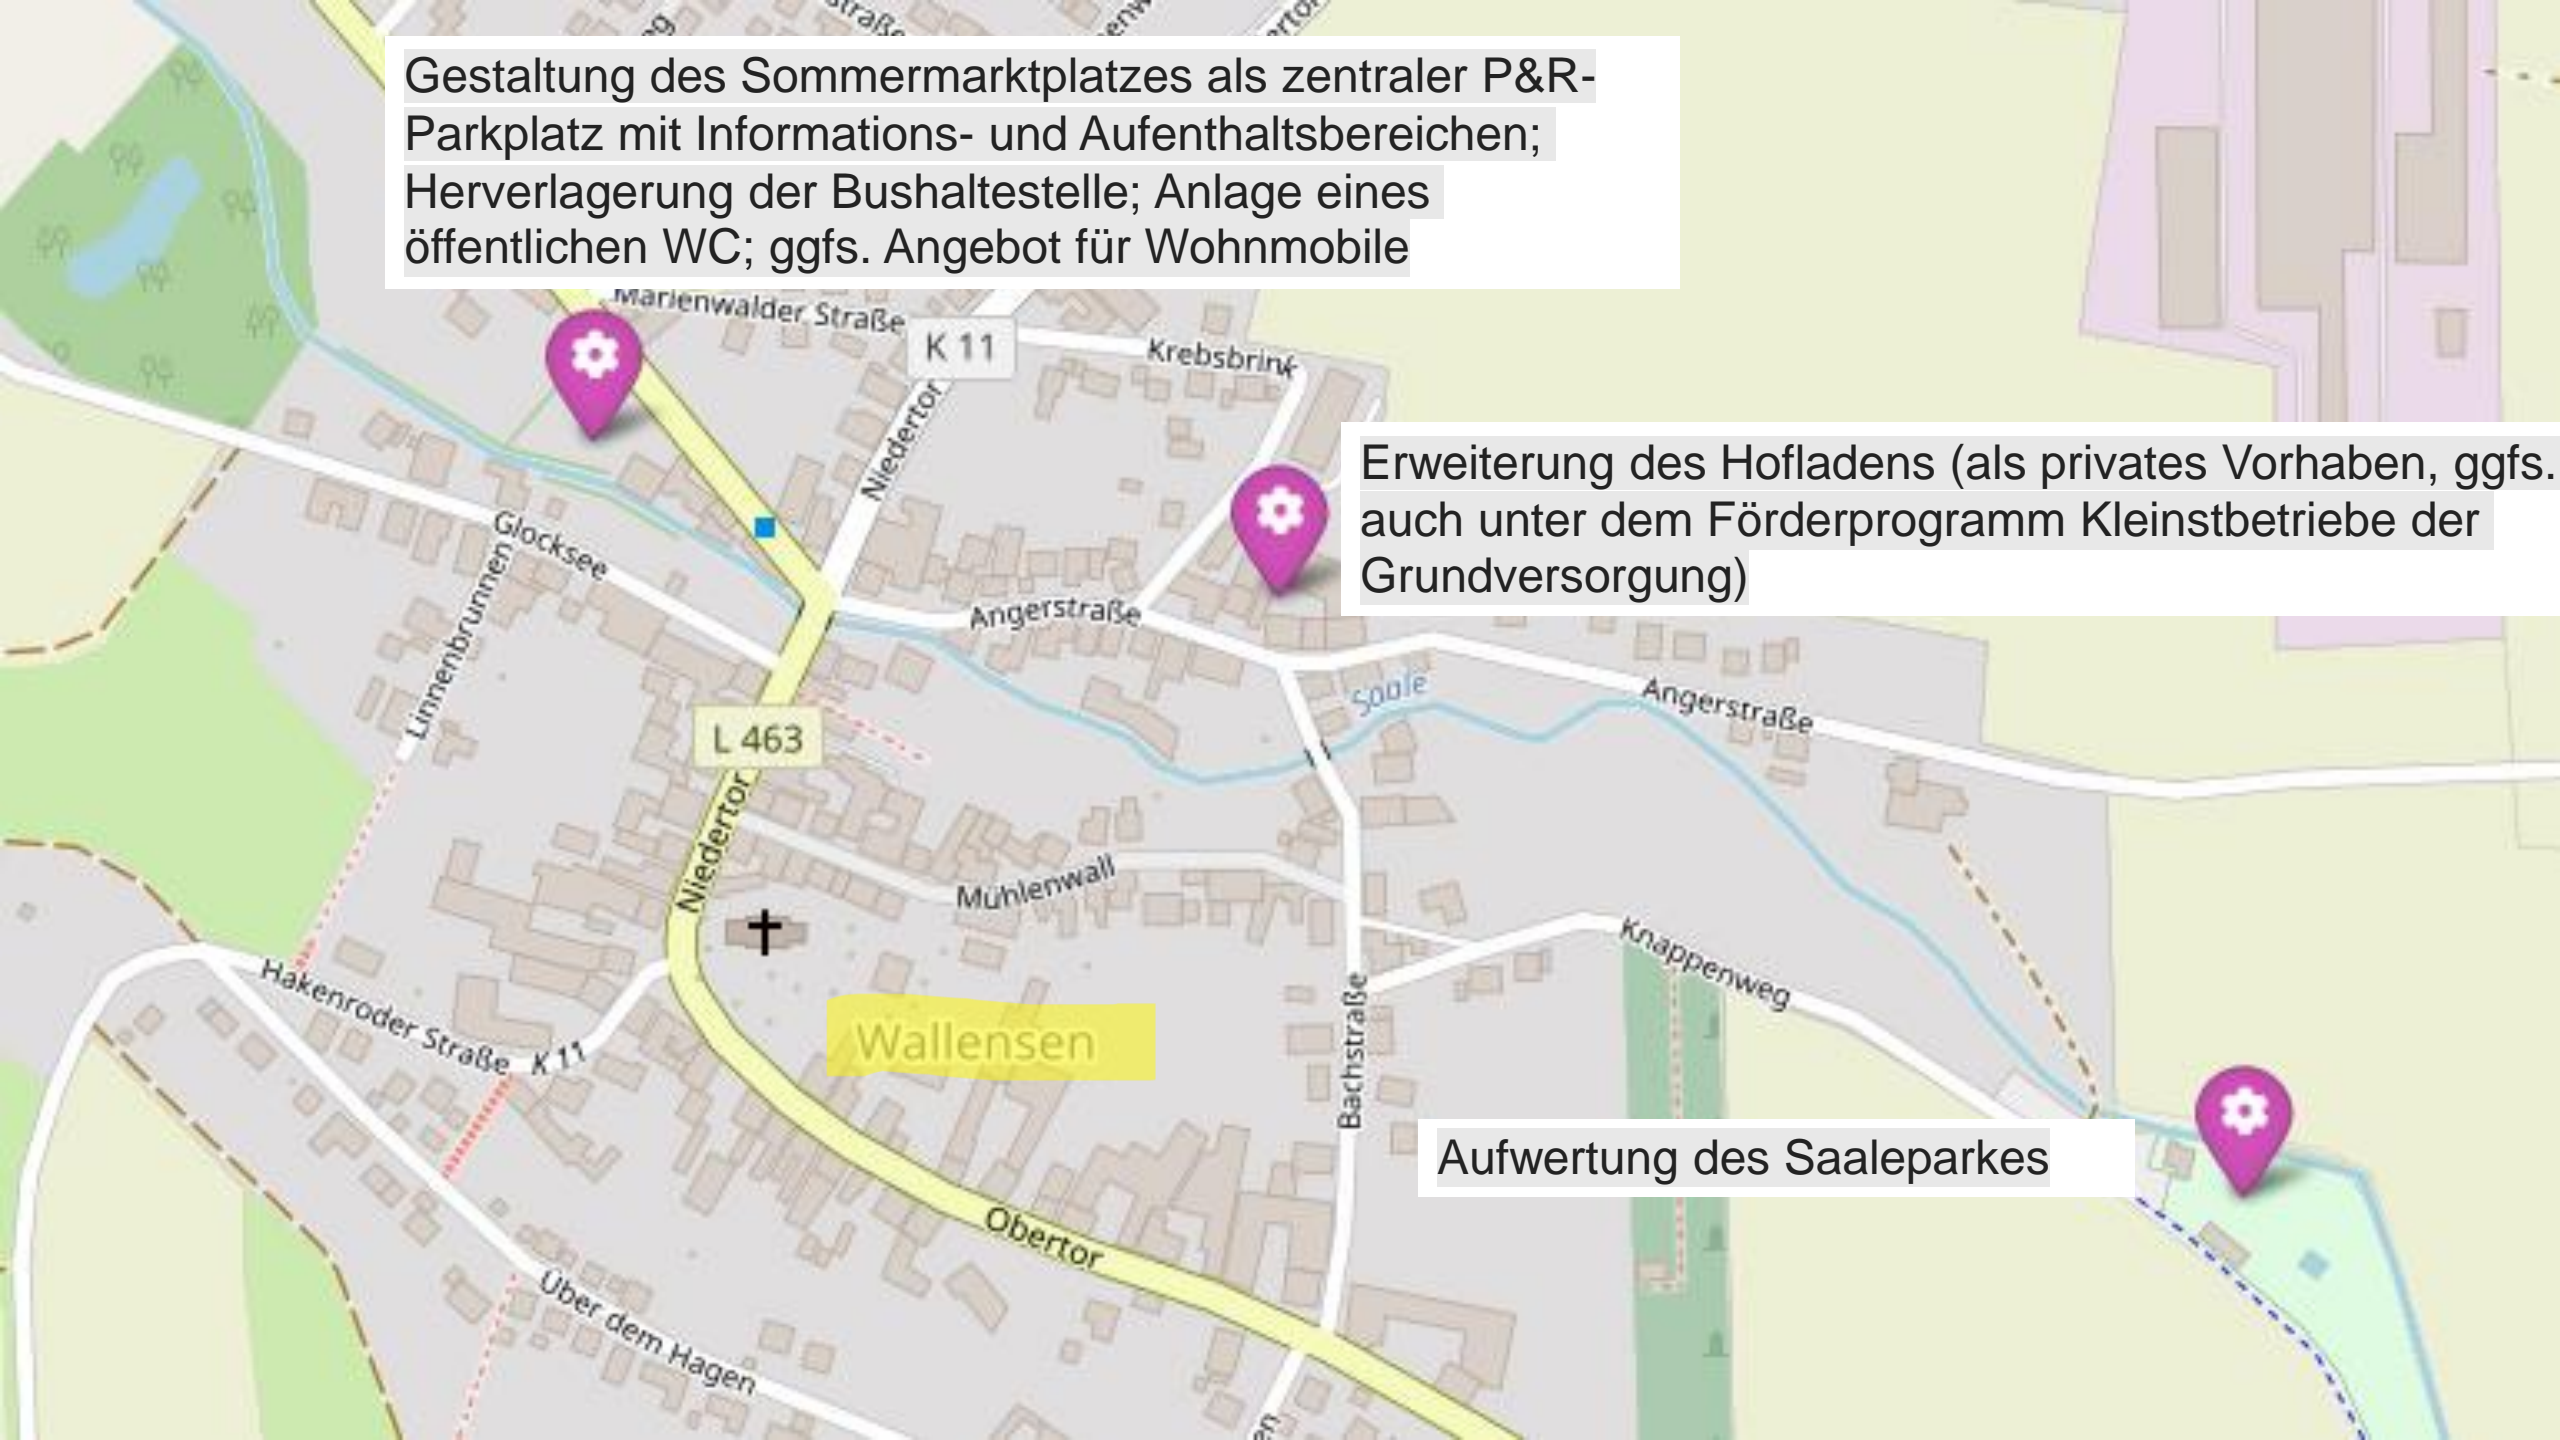 straße
Gestaltung des Sommermarktplatzes als zentraler P&R-
Parkplatz mit Informations- und Aufenthaltsbereichen;
Herverlagerung der Bushaltestelle; Anlage eines
öffentlichen WC; ggfs. Angebot für Wohnmobile
Marienwalder Straße
K 11
Krebsbrink
Niedertor
Erweiterung des Hofladens (als privates Vorhaben, ggfs.
auch unter dem Förderprogramm Kleinstbetriebe der
Grundversorgung)
Glocksee
Linnenbrunnen
Angerstraße
Saale
Angerstraße
L 463
Niedertor
Mühlenwall
Knappenweg
Hakenroder Straße
K 11
Wallensen
Bachstraße
Aufwertung des Saaleparkes
Obertor
Über dem Hagen